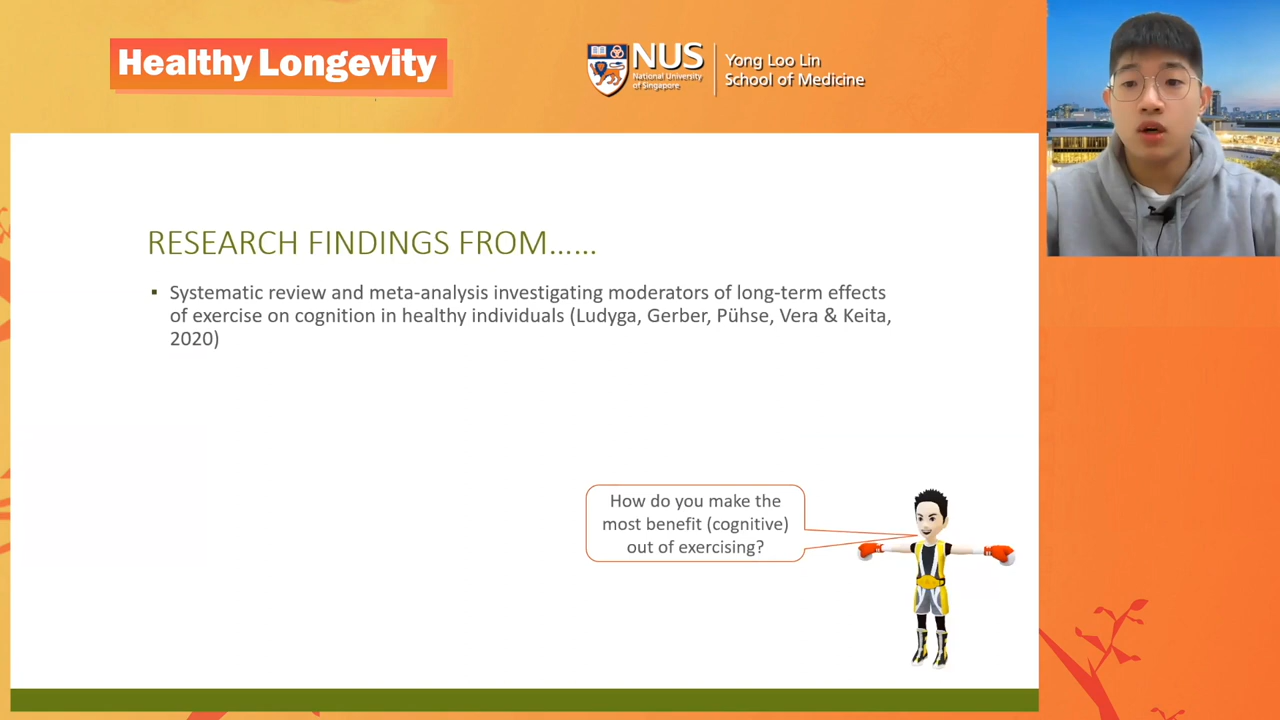 Healthy Longevity
NUS
National University
of Singapore
Yong Loo Lin
School of Medicine
RESEARCH FINDINGS FROM......
▪ Systematic review and meta-analysis investigating moderators of long-term effects
of exercise on cognition in healthy individuals (Ludyga, Gerber, Pühse, Vera & Keita,
2020)
How do you make the
most benefit (cognitive)
out of exercising?